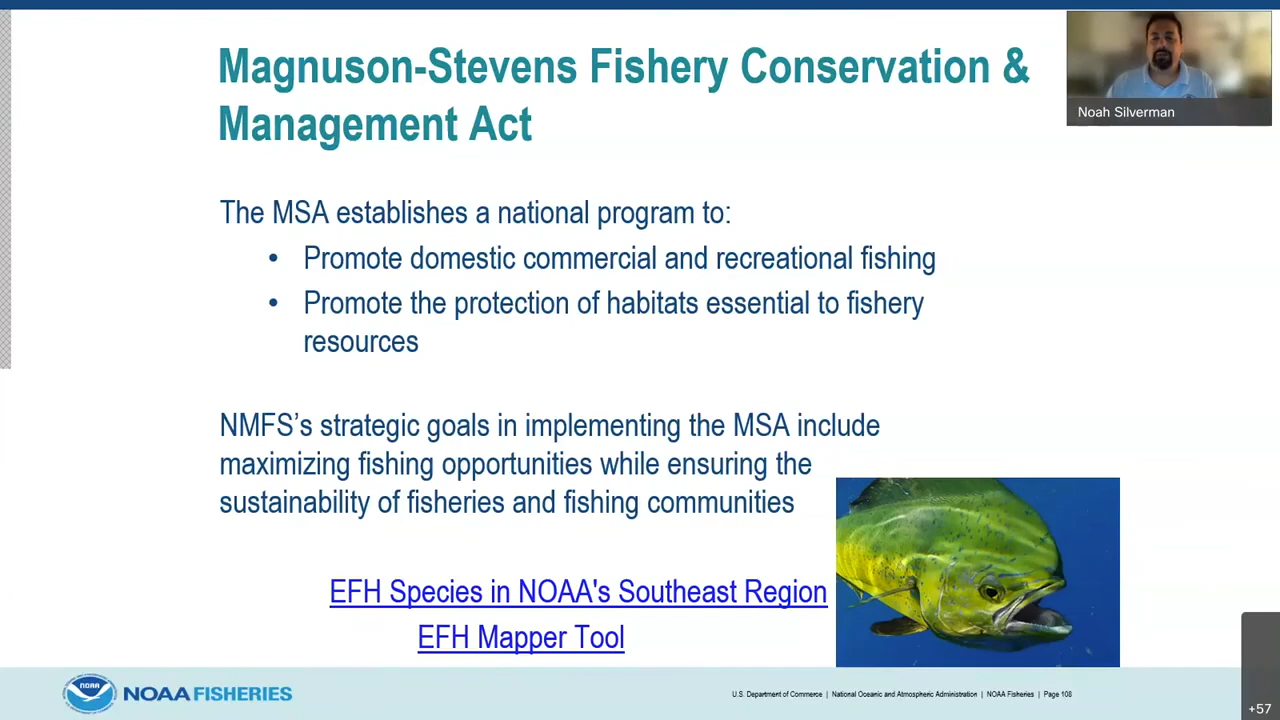 Magnuson-Stevens Fishery Conservation &
Management Act
Noah Silverman
The MSA establishes a national program to:
• Promote domestic commercial and recreational fishing
• Promote the protection of habitats essential to fishery
resources
NMFS’s strategic goals in implementing the MSA include
maximizing fishing opportunities while ensuring the
sustainability of fisheries and fishing communities
EFH Species in NOAA's Southeast Region
EFH Mapper Tool
NOAA
NOAA FISHERIES
U.S. Department of Commerce | National Oceanic and Atmospheric Administration | NOAA Fisheries | Page 108
+57